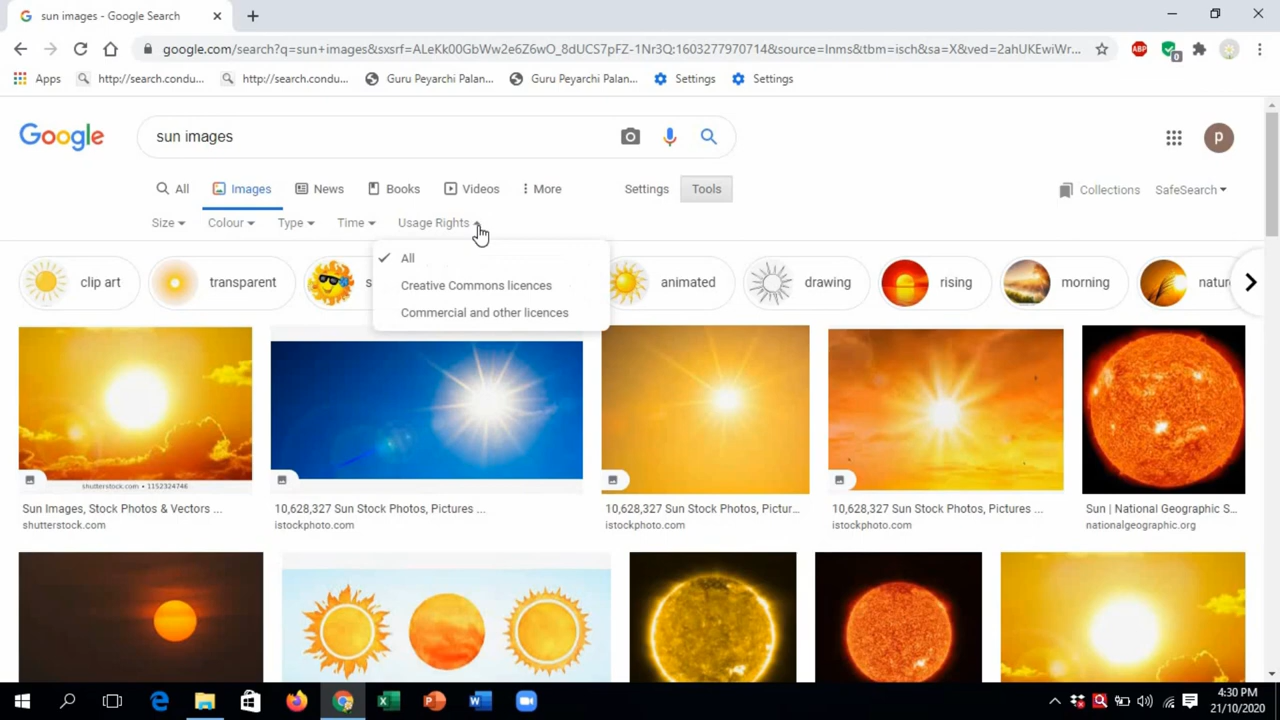 sun images - Google Search
google.com/search?q=sun+images&sxsrf=ALeKk00GbWw2e6Z6wO_8dUCS7pFZ-1Nr3Q:1603277970714&source=lnms&tbm=isch&sa=X&ved=2ahUKEwiWr...
ABP
0
Apps
http://search.condu...
http://search.condu...
Guru Peyarchi Palan...
Guru Peyarchi Palan...
Settings
Settings
Google
sun images
p
All
Images
News
Books
Videos
More
Settings
Tools
Collections
SafeSearch
Size
Colour
Type
Time
Usage Rights
All
Creative Commons licences
Commercial and other licences
clip art
transparent
s
animated
drawing
rising
morning
natur
shutterstock.com • 1152324746
Sun Images, Stock Photos & Vectors ...
shutterstock.com
10,628,327 Sun Stock Photos, Pictures ...
istockphoto.com
10,628,327 Sun Stock Photos, Pictur...
istockphoto.com
10,628,327 Sun Stock Photos, Pictures ...
istockphoto.com
Sun | National Geographic S...
nationalgeographic.org
4:30 PM
21/10/2020